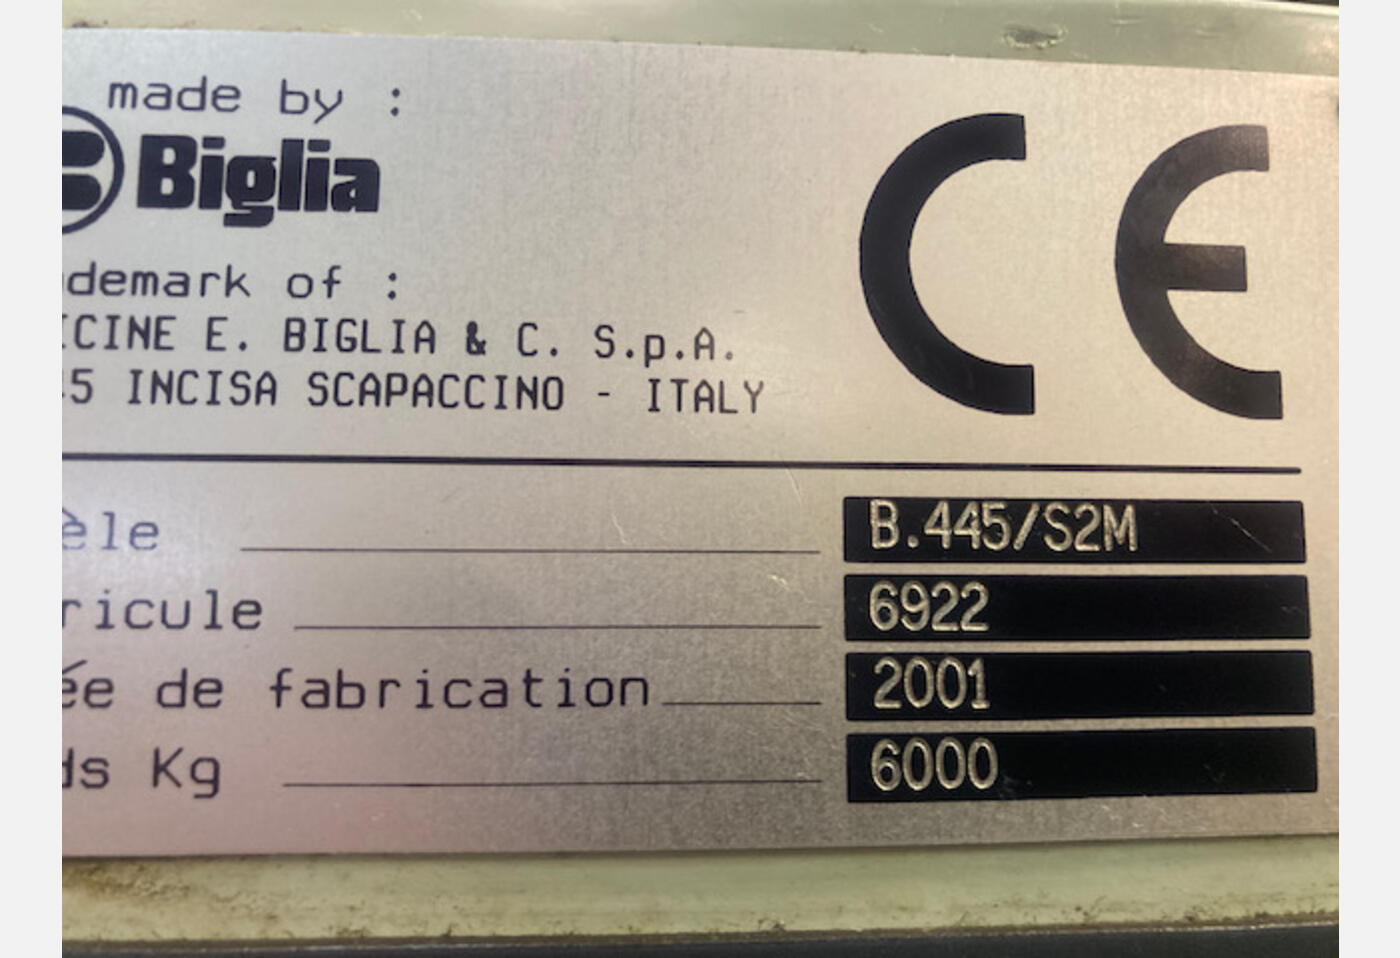 made by :
Biglia
demark of :
ICINE E. BIGLIA & C. S.p.A.
5 INCISA SCAPACCINO - ITALY
CE
èle B.445/S2M
ricule 6922
ée de fabrication 2001
ds Kg 6000